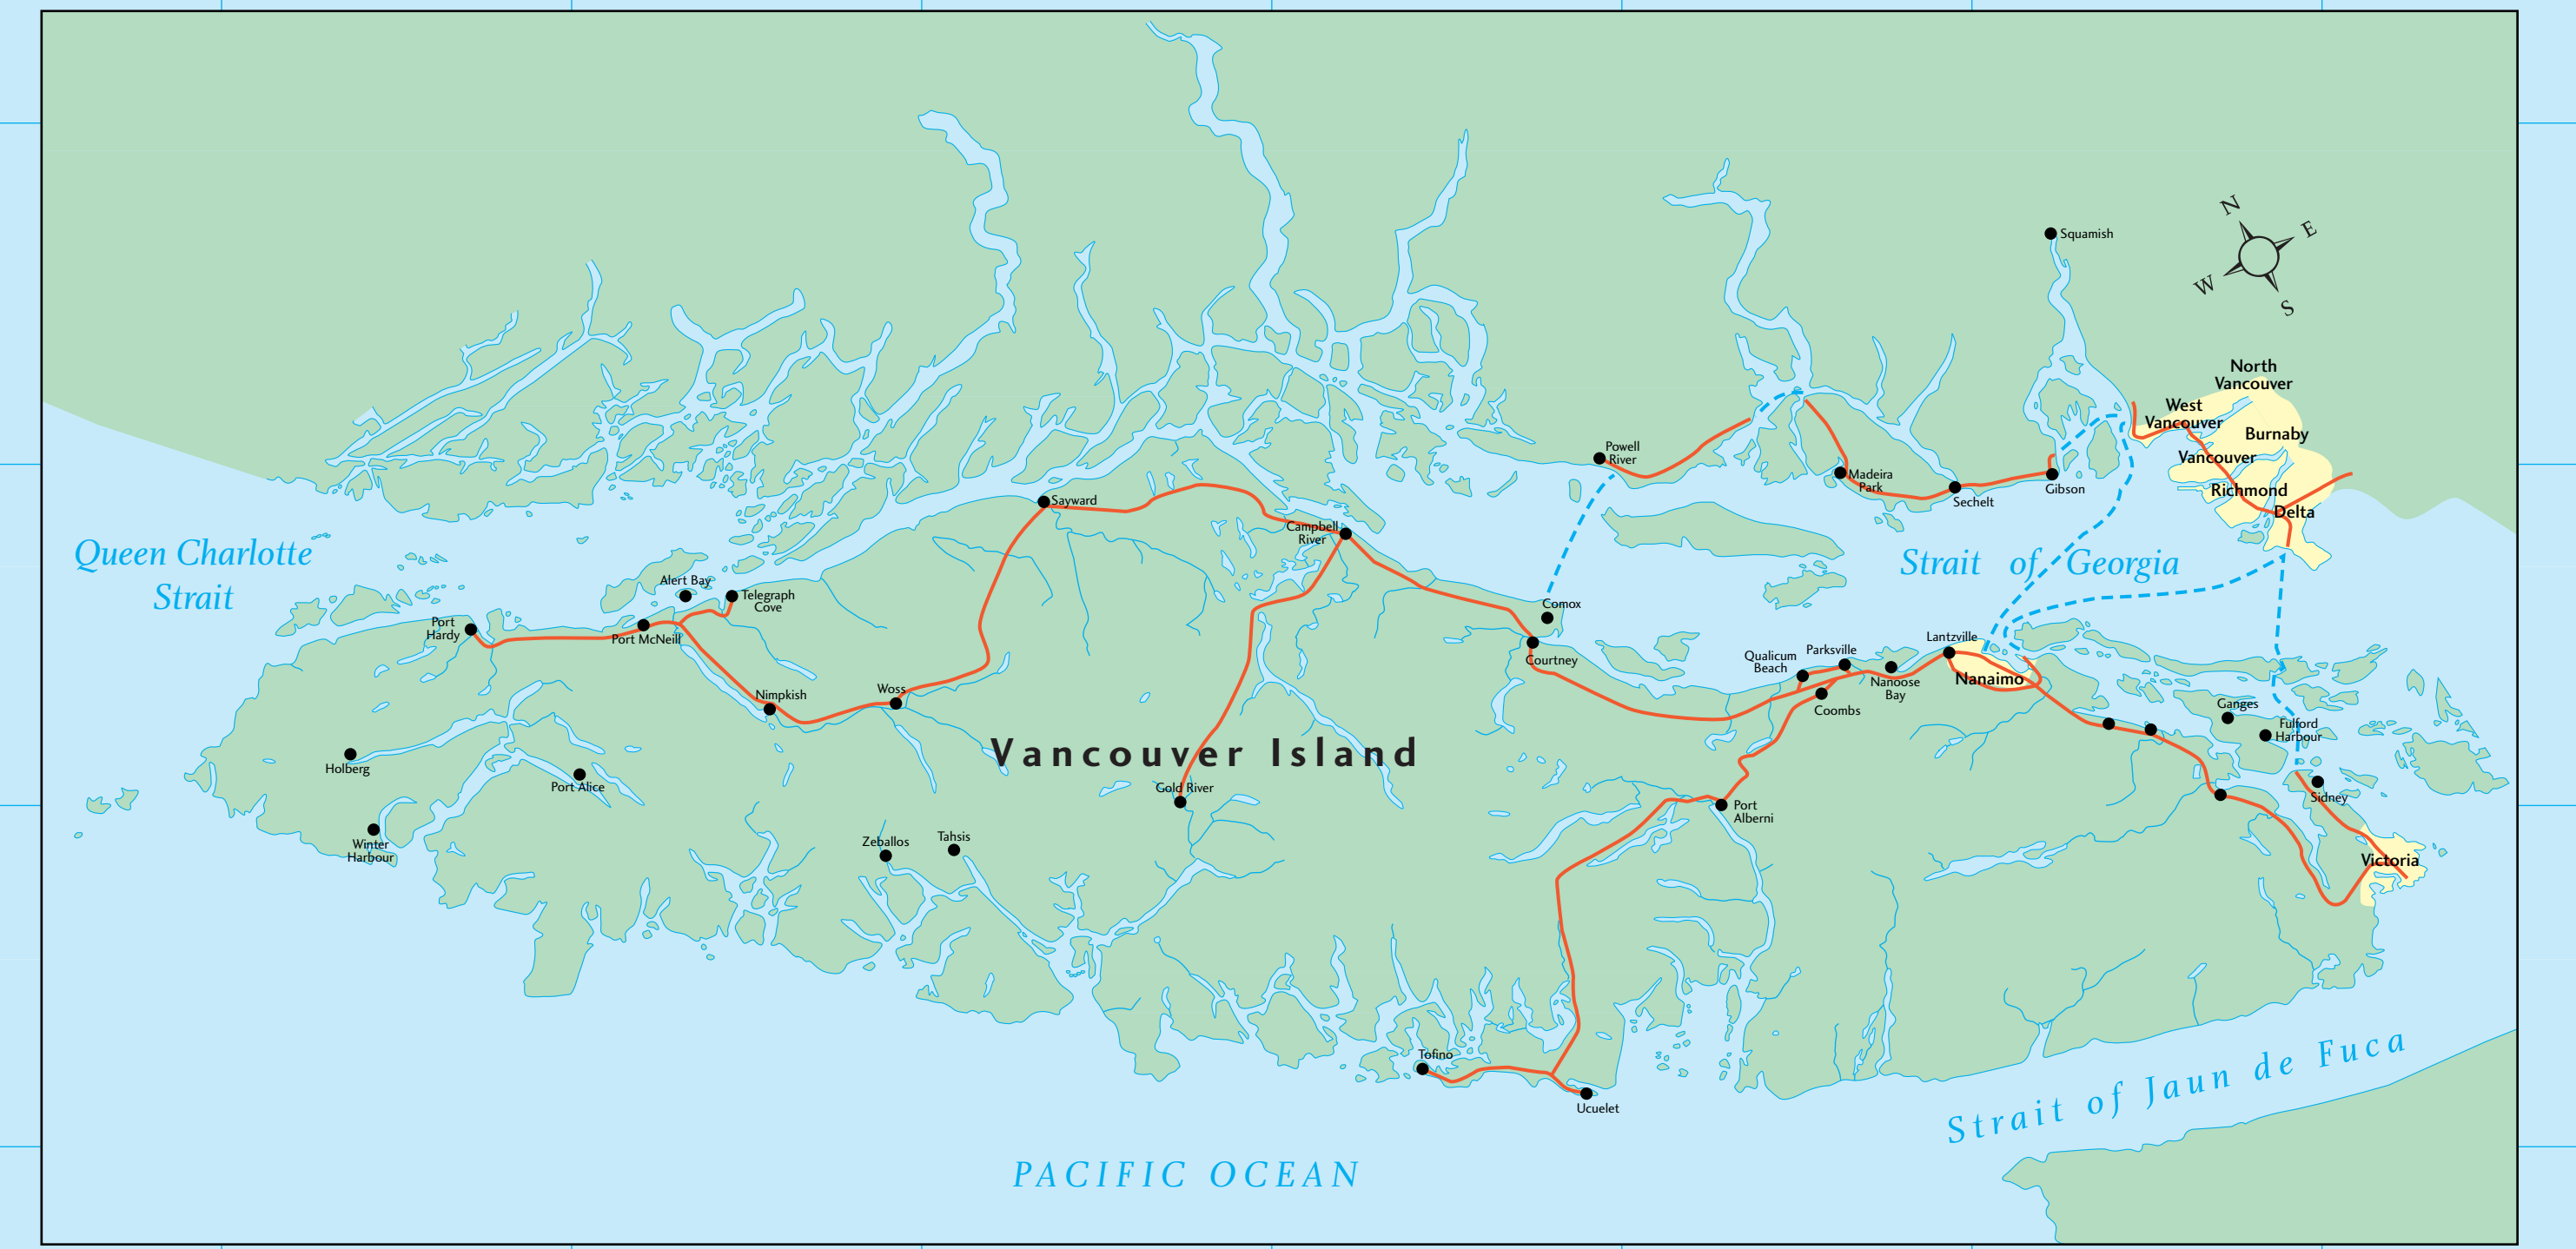 N
E
W
S
Squamish
North
Vancouver
West
Vancouver
Burnaby
Vancouver
Richmond
Delta
Powell
River
Madeira
Park
Sechelt
Gibson
Sayward
Campbell
River
Queen Charlotte
Strait
Strait of Georgia
Alert Bay
Telegraph
Cove
Port
Hardy
Port McNeill
Comox
Courtney
Lantzville
Qualicum
Beach
Parksville
Nanoose
Bay
Nanaimo
Coombs
Nimpkish
Woss
Ganges
Fulford
Harbour
Vancouver Island
Holberg
Port Alice
Gold River
Sidney
Port
Alberni
Winter
Harbour
Zeballos
Tahsis
Victoria
Tofino
Ucuelet
Strait of Jaun de Fuca
PACIFIC OCEAN